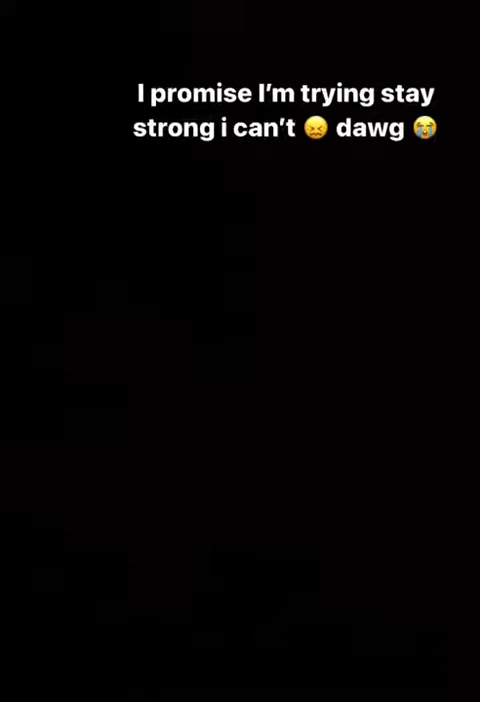 I promise I’m trying stay
strong i can’t 😖 dawg 😭